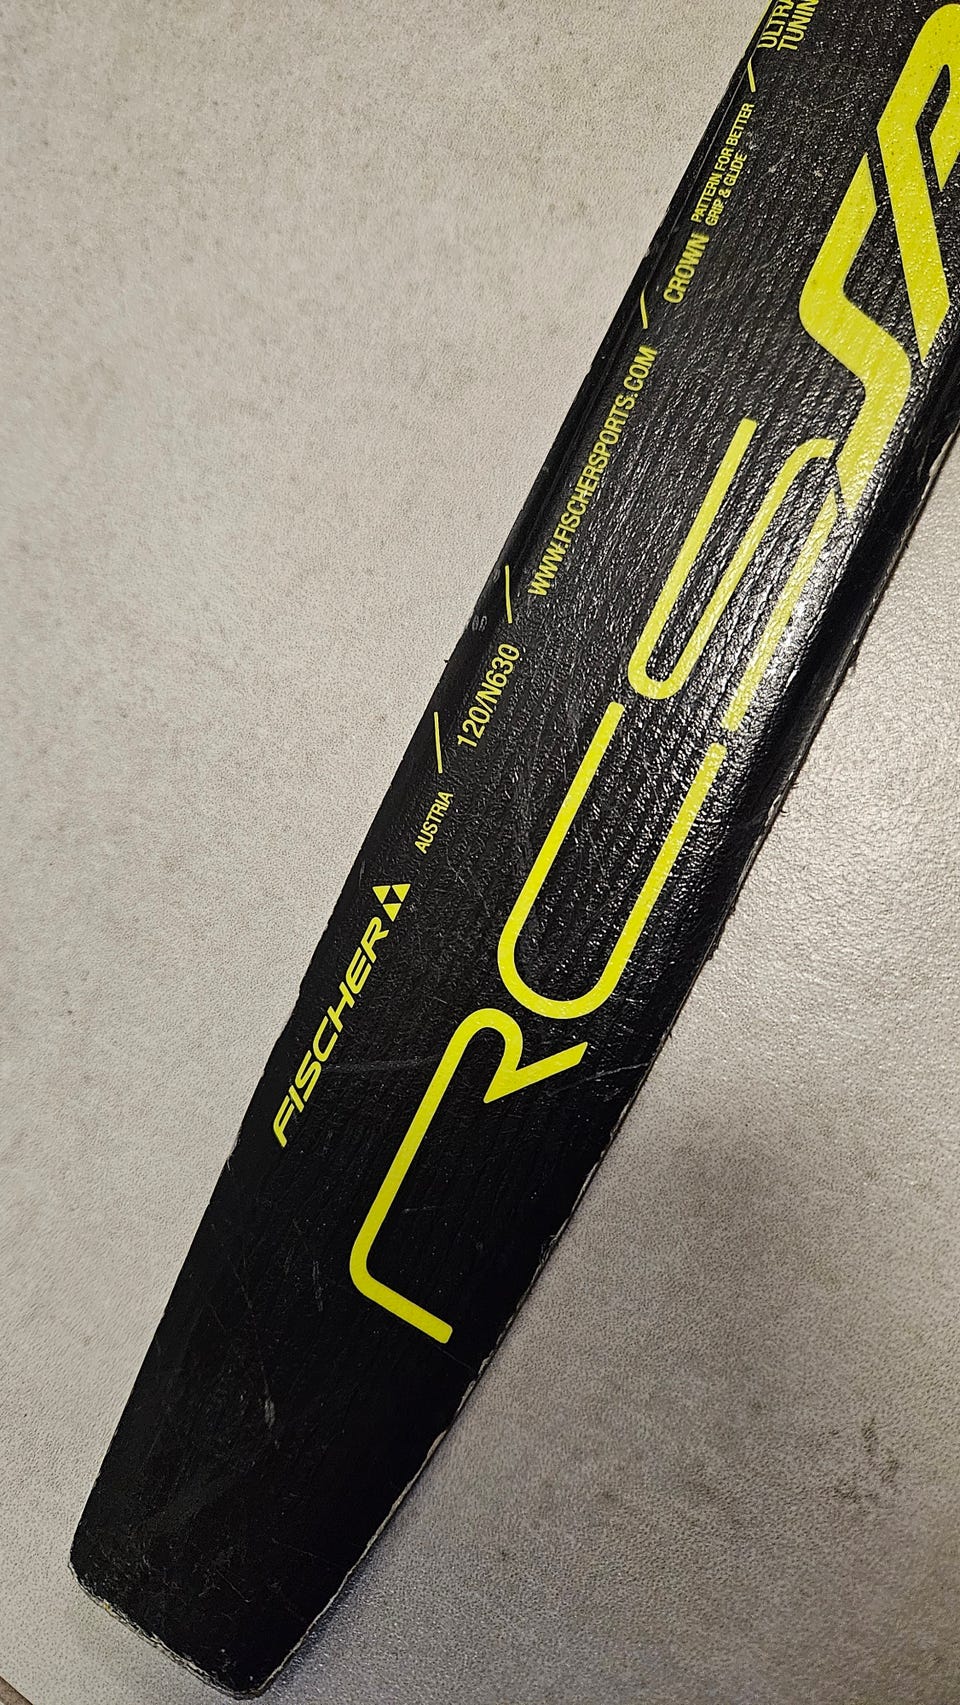 FISCHER
AUSTRIA / 120/N630 / WWW.FISCHERSPORTS.COM / CROWN
PATTERN FOR BETTER
GRIP & GLIDE /
RCS